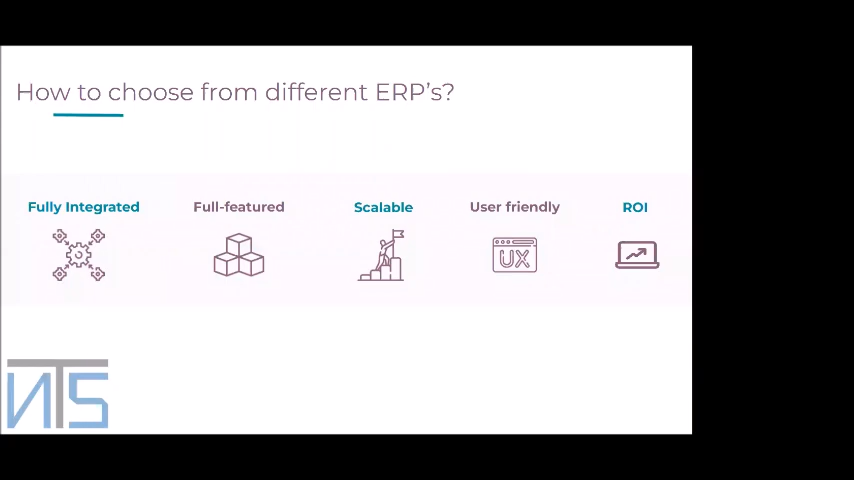 How to choose from different ERP's?
Fully Integrated
Full-featured
Scalable
User friendly
ROI
UX
NTS